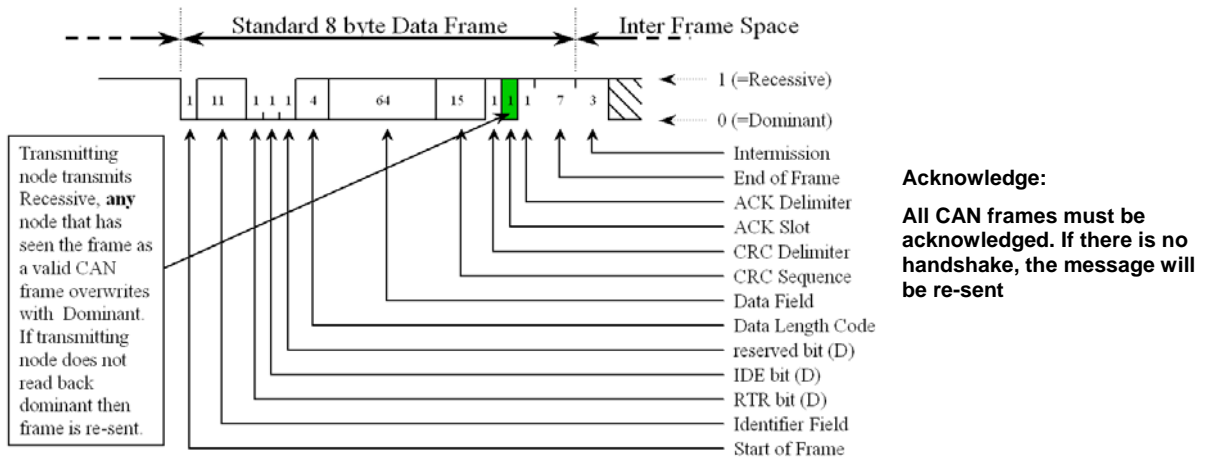 Standard 8 byte Data Frame
Inter Frame Space
1 (=Recessive)
1 11 1 1 1 4 64 15 1 1 1 7 3
0 (=Dominant)
Transmitting
node transmits
Recessive, any
node that has
seen the frame as
a valid CAN
frame overwrites
with Dominant.
If transmitting
node does not
read back
dominant then
frame is re-sent.
Intermission
End of Frame
ACK Delimiter
ACK Slot
CRC Delimiter
CRC Sequence
Data Field
Data Length Code
reserved bit (D)
IDE bit (D)
RTR bit (D)
Identifier Field
Start of Frame
Acknowledge:
All CAN frames must be
acknowledged. If there is no
handshake, the message will
be re-sent